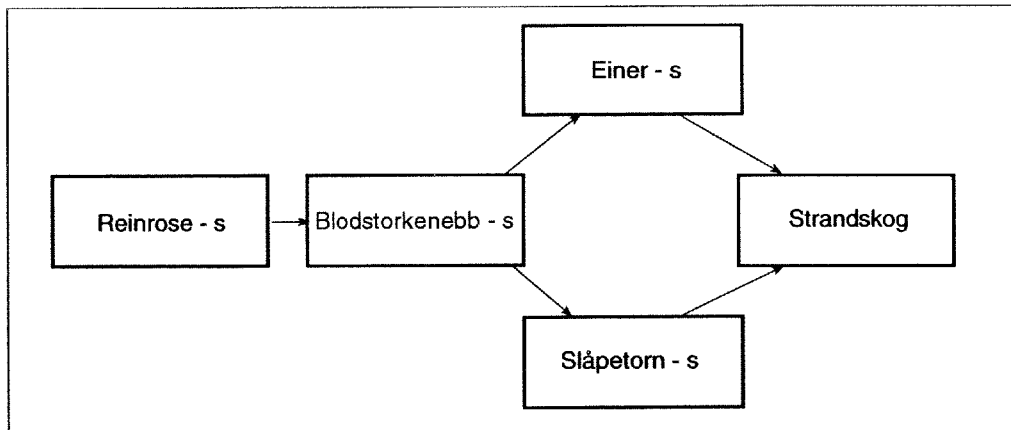 Einer - s
Reinrose - s
Blodstorkenebb - s
Strandskog
Slåpetorn - s